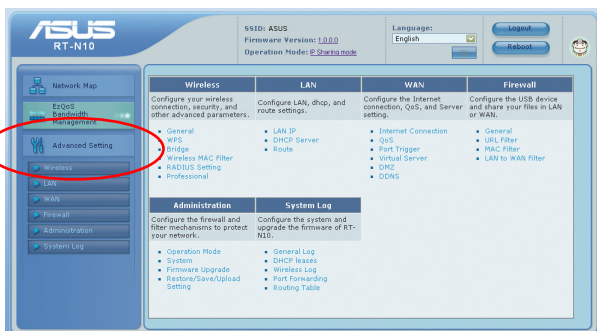 ASUS
RT-N10
SSID: ASUS
Firmware Version: 1.0.0.0
Operation Mode: IP Sharing mode
Language:
English
Logout
Reboot
Network Map
EzQoS
Bandwidth
Management
Advanced Setting
Wireless
LAN
WAN
Firewall
Administration
System Log
Wireless
Configure your wireless
connection, security, and
other advanced parameters.
General
WPS
Bridge
Wireless MAC Filter
RADIUS Setting
Professional
LAN
Configure LAN, dhcp, and
route settings.
LAN IP
DHCP Server
Route
WAN
Configure the Internet
connection, QoS, and Server
setting.
Internet Connection
QoS
Port Trigger
Virtual Server
DMZ
DDNS
Firewall
Configure the USB device
and share your files in LAN
or WAN.
General
URL Filter
MAC Filter
LAN to WAN Filter
Administration
Configure the firewall and
filter mechanisms to protect
your network.
Operation Mode
System
Firmware Upgrade
Restore/Save/Upload
Setting
System Log
Configure the system and
upgrade the firmware of RT-
N10.
General Log
DHCP leases
Wireless Log
Port Forwarding
Routing Table